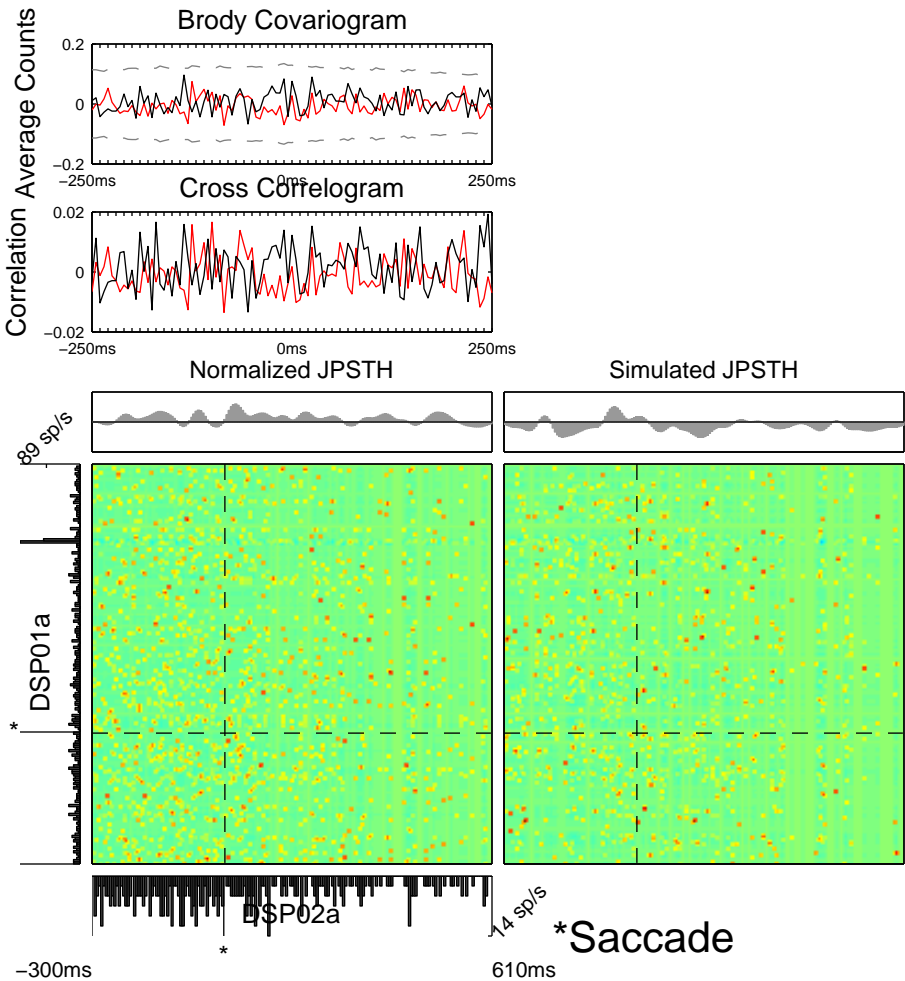 Brody Covariogram
Average Counts
0.2
0
−0.2
−250ms
0ms
250ms
Cross Correlogram
Correlation
0.02
0
−0.02
−250ms
0ms
250ms
Normalized JPSTH
Simulated JPSTH
89 sp/s
DSP01a
*
DSP02a
14 sp/s
*
*Saccade
−300ms
610ms